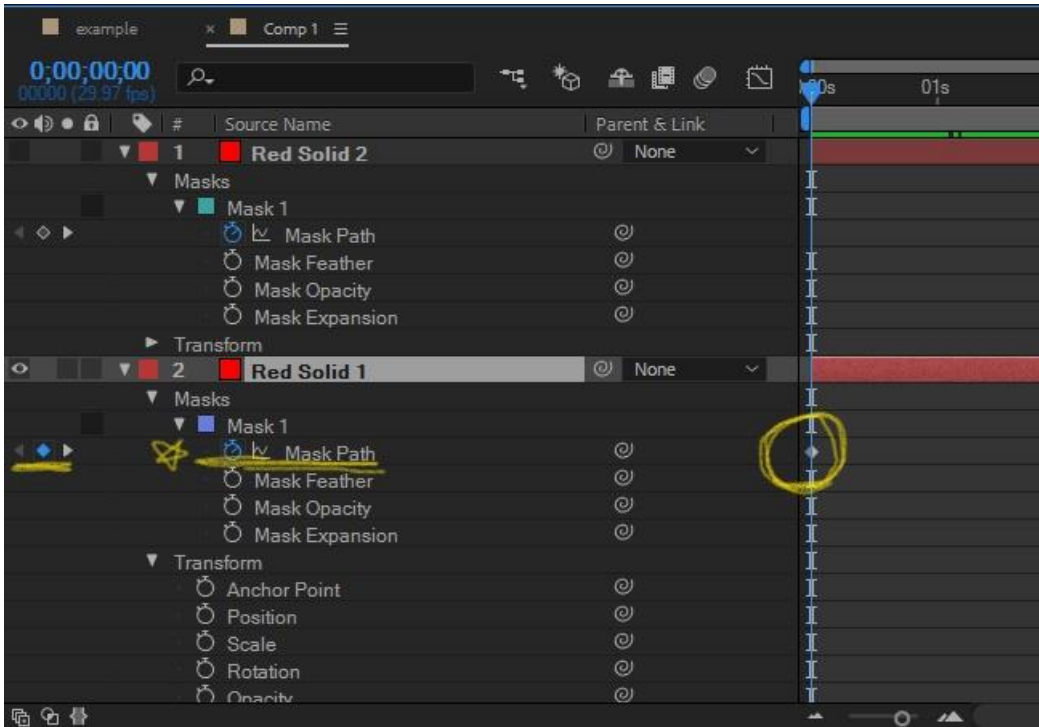 example × Comp 1
0;00;00;00
00000 (29.97 fps)
01s
# Source Name Parent & Link
1 Red Solid 2 None
Masks
Mask 1
Mask Path
Mask Feather
Mask Opacity
Mask Expansion
Transform
2 Red Solid 1 None
Masks
Mask 1
Mask Path
Mask Feather
Mask Opacity
Mask Expansion
Transform
Anchor Point
Position
Scale
Rotation
Opacity